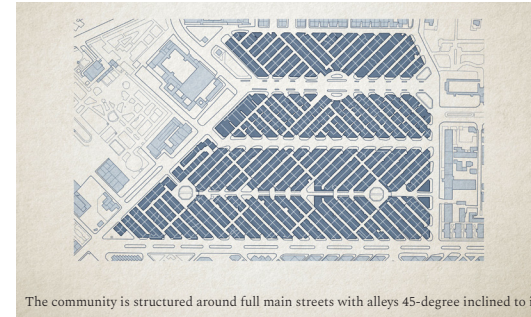 The community is structured around full main streets with alleys 45-degree inclined to